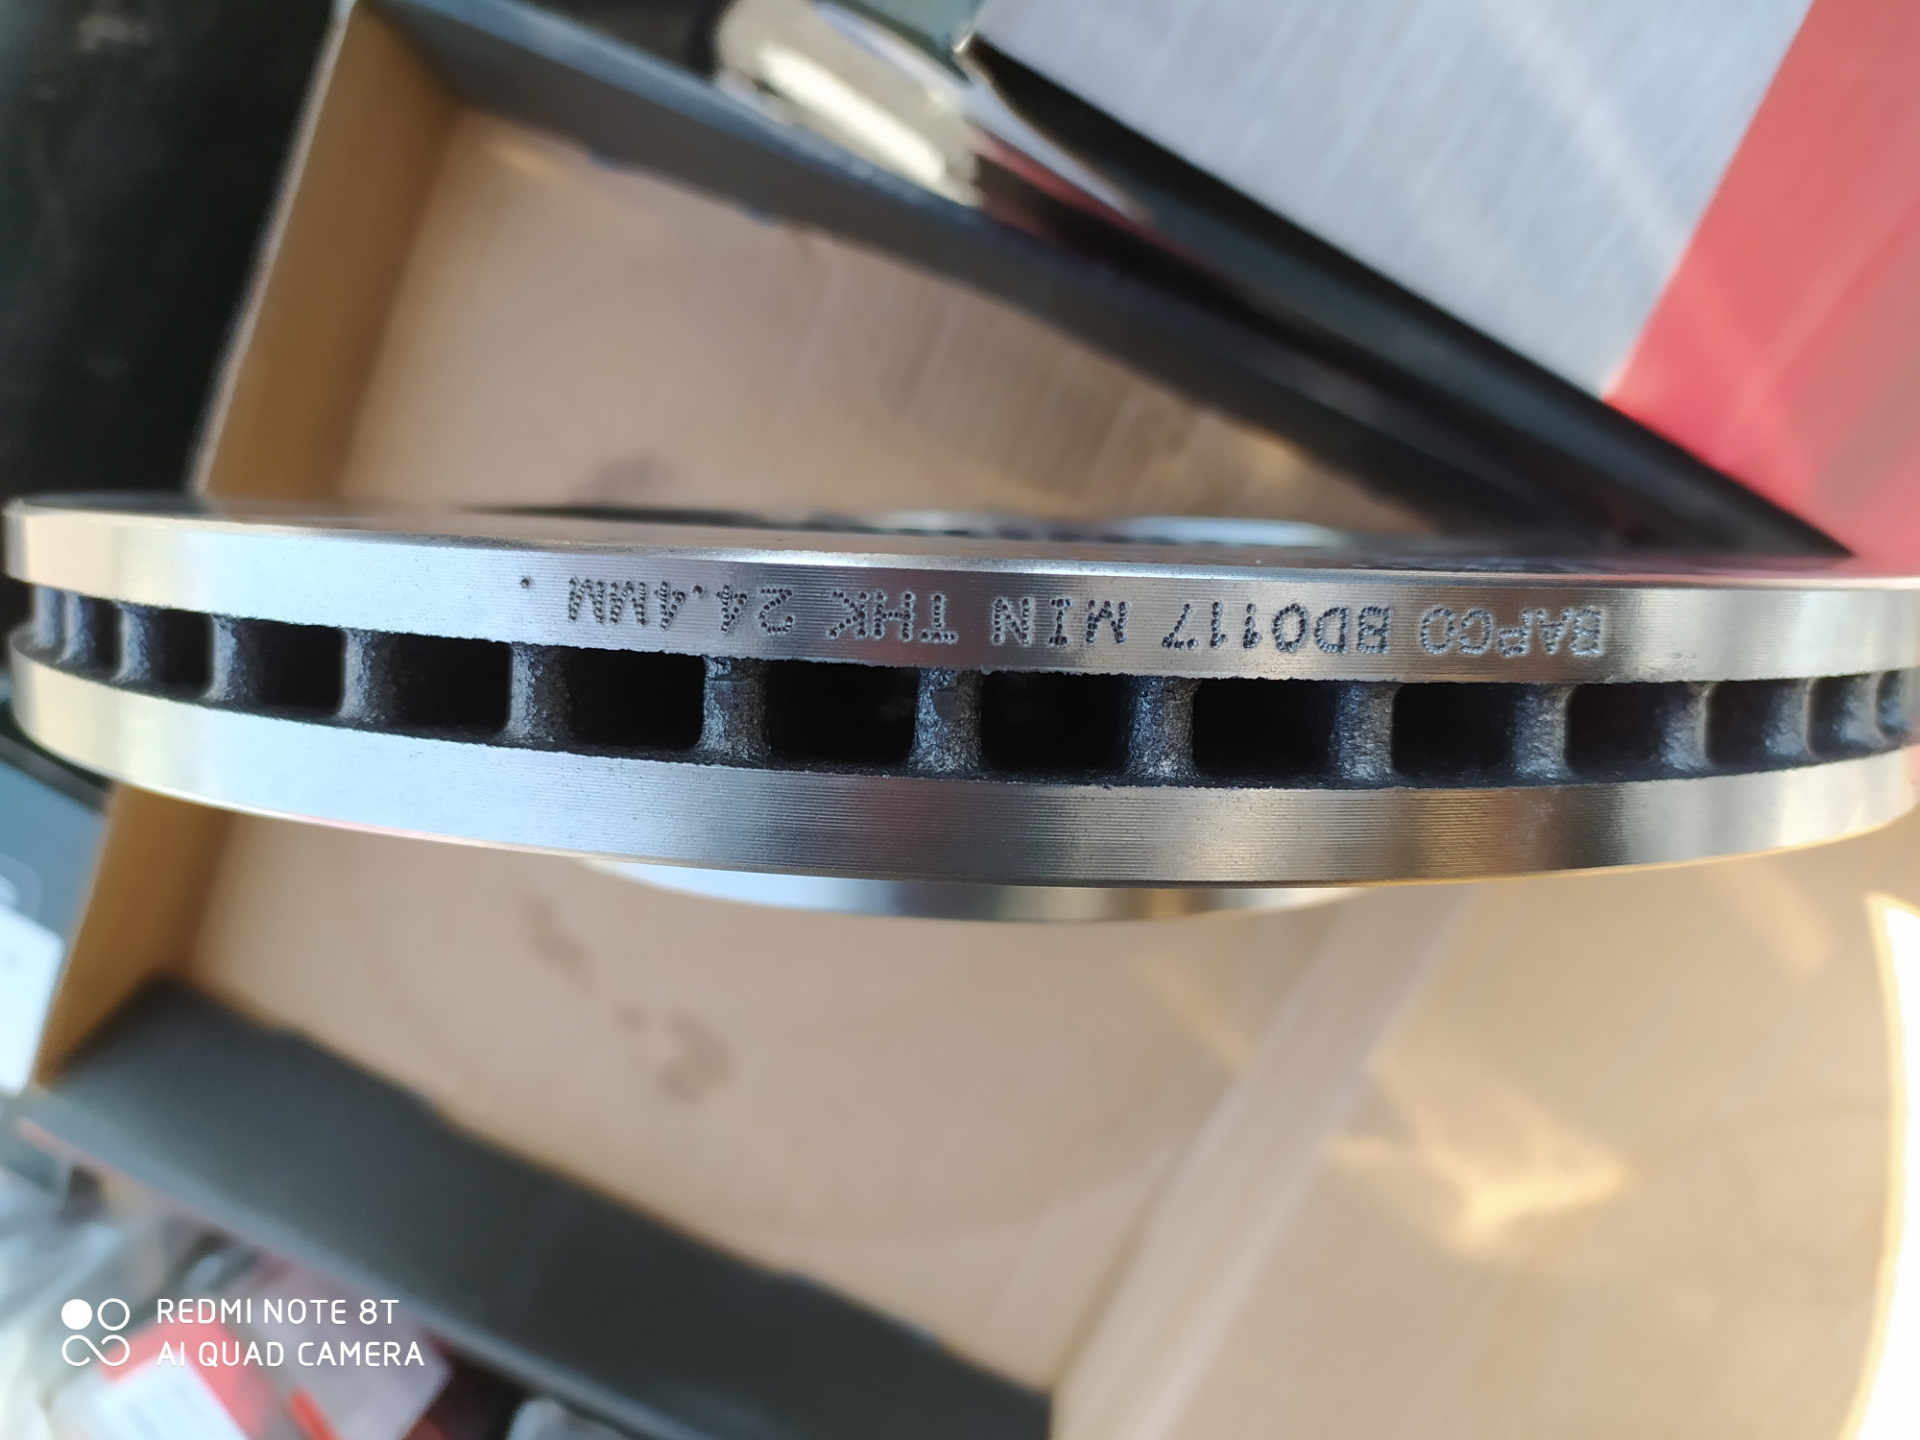 BAPCO BD0117 MIN THK 24.4MM
REDMI NOTE 8T
AI QUAD CAMERA